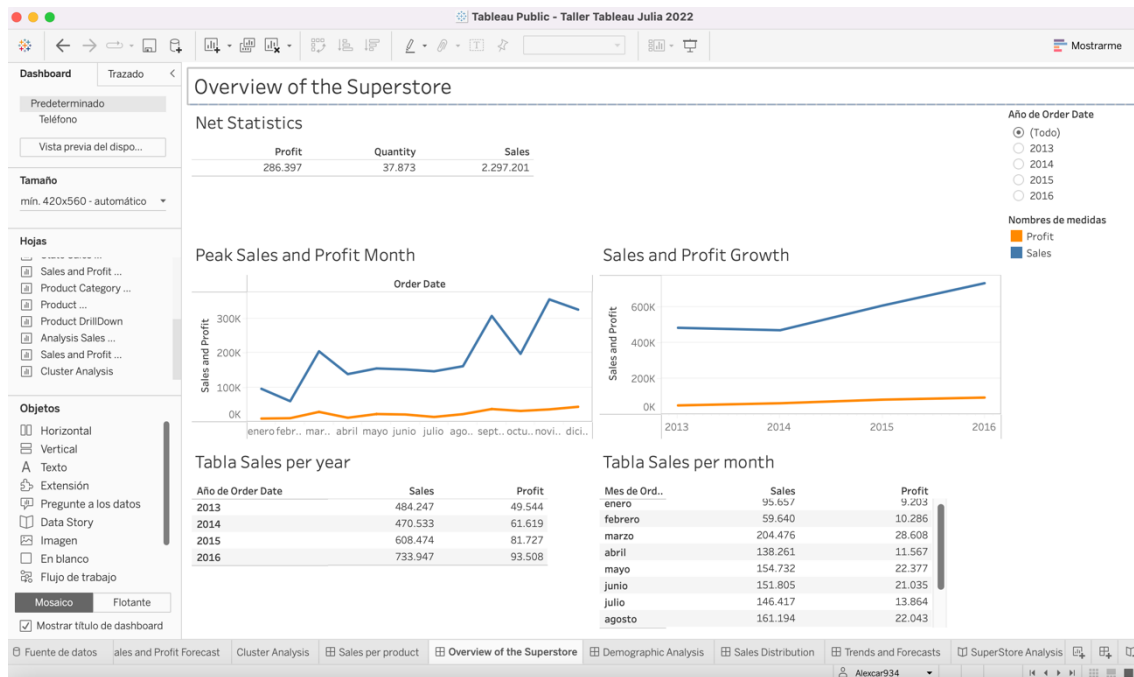 Tableau Public - Taller Tableau Julia 2022
Mostrarme
Dashboard
Trazado
Predeterminado
Teléfono
Vista previa del dispo...
Tamaño
mín. 420x560 - automático
Hojas
Sales and Profit ...
Product Category ...
Product ...
Product DrillDown
Analysis Sales ...
Sales and Profit ...
Cluster Analysis
Objetos
Horizontal
Vertical
A Texto
Extensión
Pregunte a los datos
Data Story
Imagen
En blanco
Flujo de trabajo
Mosaico
Flotante
Mostrar título de dashboard
Overview of the Superstore
Net Statistics
Profit Quantity Sales
286.397 37.873 2.297.201
Año de Order Date
(Todo)
2013
2014
2015
2016
Nombres de medidas
Profit
Sales
Peak Sales and Profit Month
Order Date
Sales and Profit
300K
200K
100K
0K
enero febr.. mar.. abril mayo junio julio ago.. sept.. octu.. novi.. dici..
Sales and Profit Growth
Sales and Profit
600K
400K
200K
0K
2013 2014 2015 2016
Tabla Sales per year
Año de Order Date Sales Profit
2013 484.247 49.544
2014 470.533 61.619
2015 608.474 81.727
2016 733.947 93.508
Tabla Sales per month
Mes de Ord.. Sales Profit
enero 95.657 9.203
febrero 59.640 10.286
marzo 204.476 28.608
abril 138.261 11.567
mayo 154.732 22.377
junio 151.805 21.035
julio 146.417 13.864
agosto 161.194 22.043
Fuente de datos
ales and Profit Forecast
Cluster Analysis
Sales per product
Overview of the Superstore
Demographic Analysis
Sales Distribution
Trends and Forecasts
SuperStore Analysis
Alexcar934